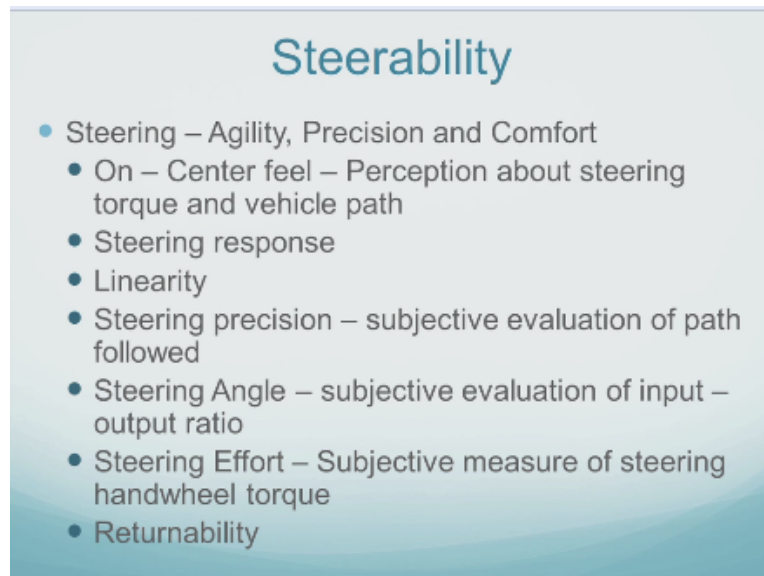 Steerability
Steering – Agility, Precision and Comfort
On – Center feel – Perception about steering
torque and vehicle path
Steering response
Linearity
Steering precision – subjective evaluation of path
followed
Steering Angle – subjective evaluation of input –
output ratio
Steering Effort – Subjective measure of steering
handwheel torque
Returnability